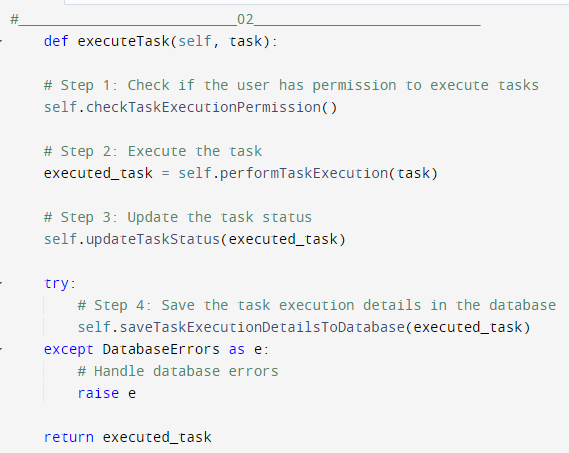 #__________________________02___________________________
def executeTask(self, task):
# Step 1: Check if the user has permission to execute tasks
self.checkTaskExecutionPermission()
# Step 2: Execute the task
executed_task = self.performTaskExecution(task)
# Step 3: Update the task status
self.updateTaskStatus(executed_task)
try:
# Step 4: Save the task execution details in the database
self.saveTaskExecutionDetailsToDatabase(executed_task)
except DatabaseErrors as e:
# Handle database errors
raise e
return executed_task